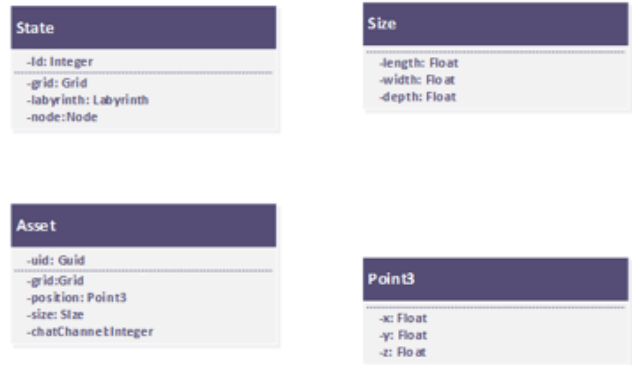 State
-Id: Integer
-grid: Grid
-labyrinth: Labyrinth
-node:Node
Size
-length: Float
-width: Float
-depth: Float
Asset
-uid: Guid
-grid:Grid
-position: Point3
-size: SIze
-chatChannel:Integer
Point3
-x: Float
-y: Float
-z: Float